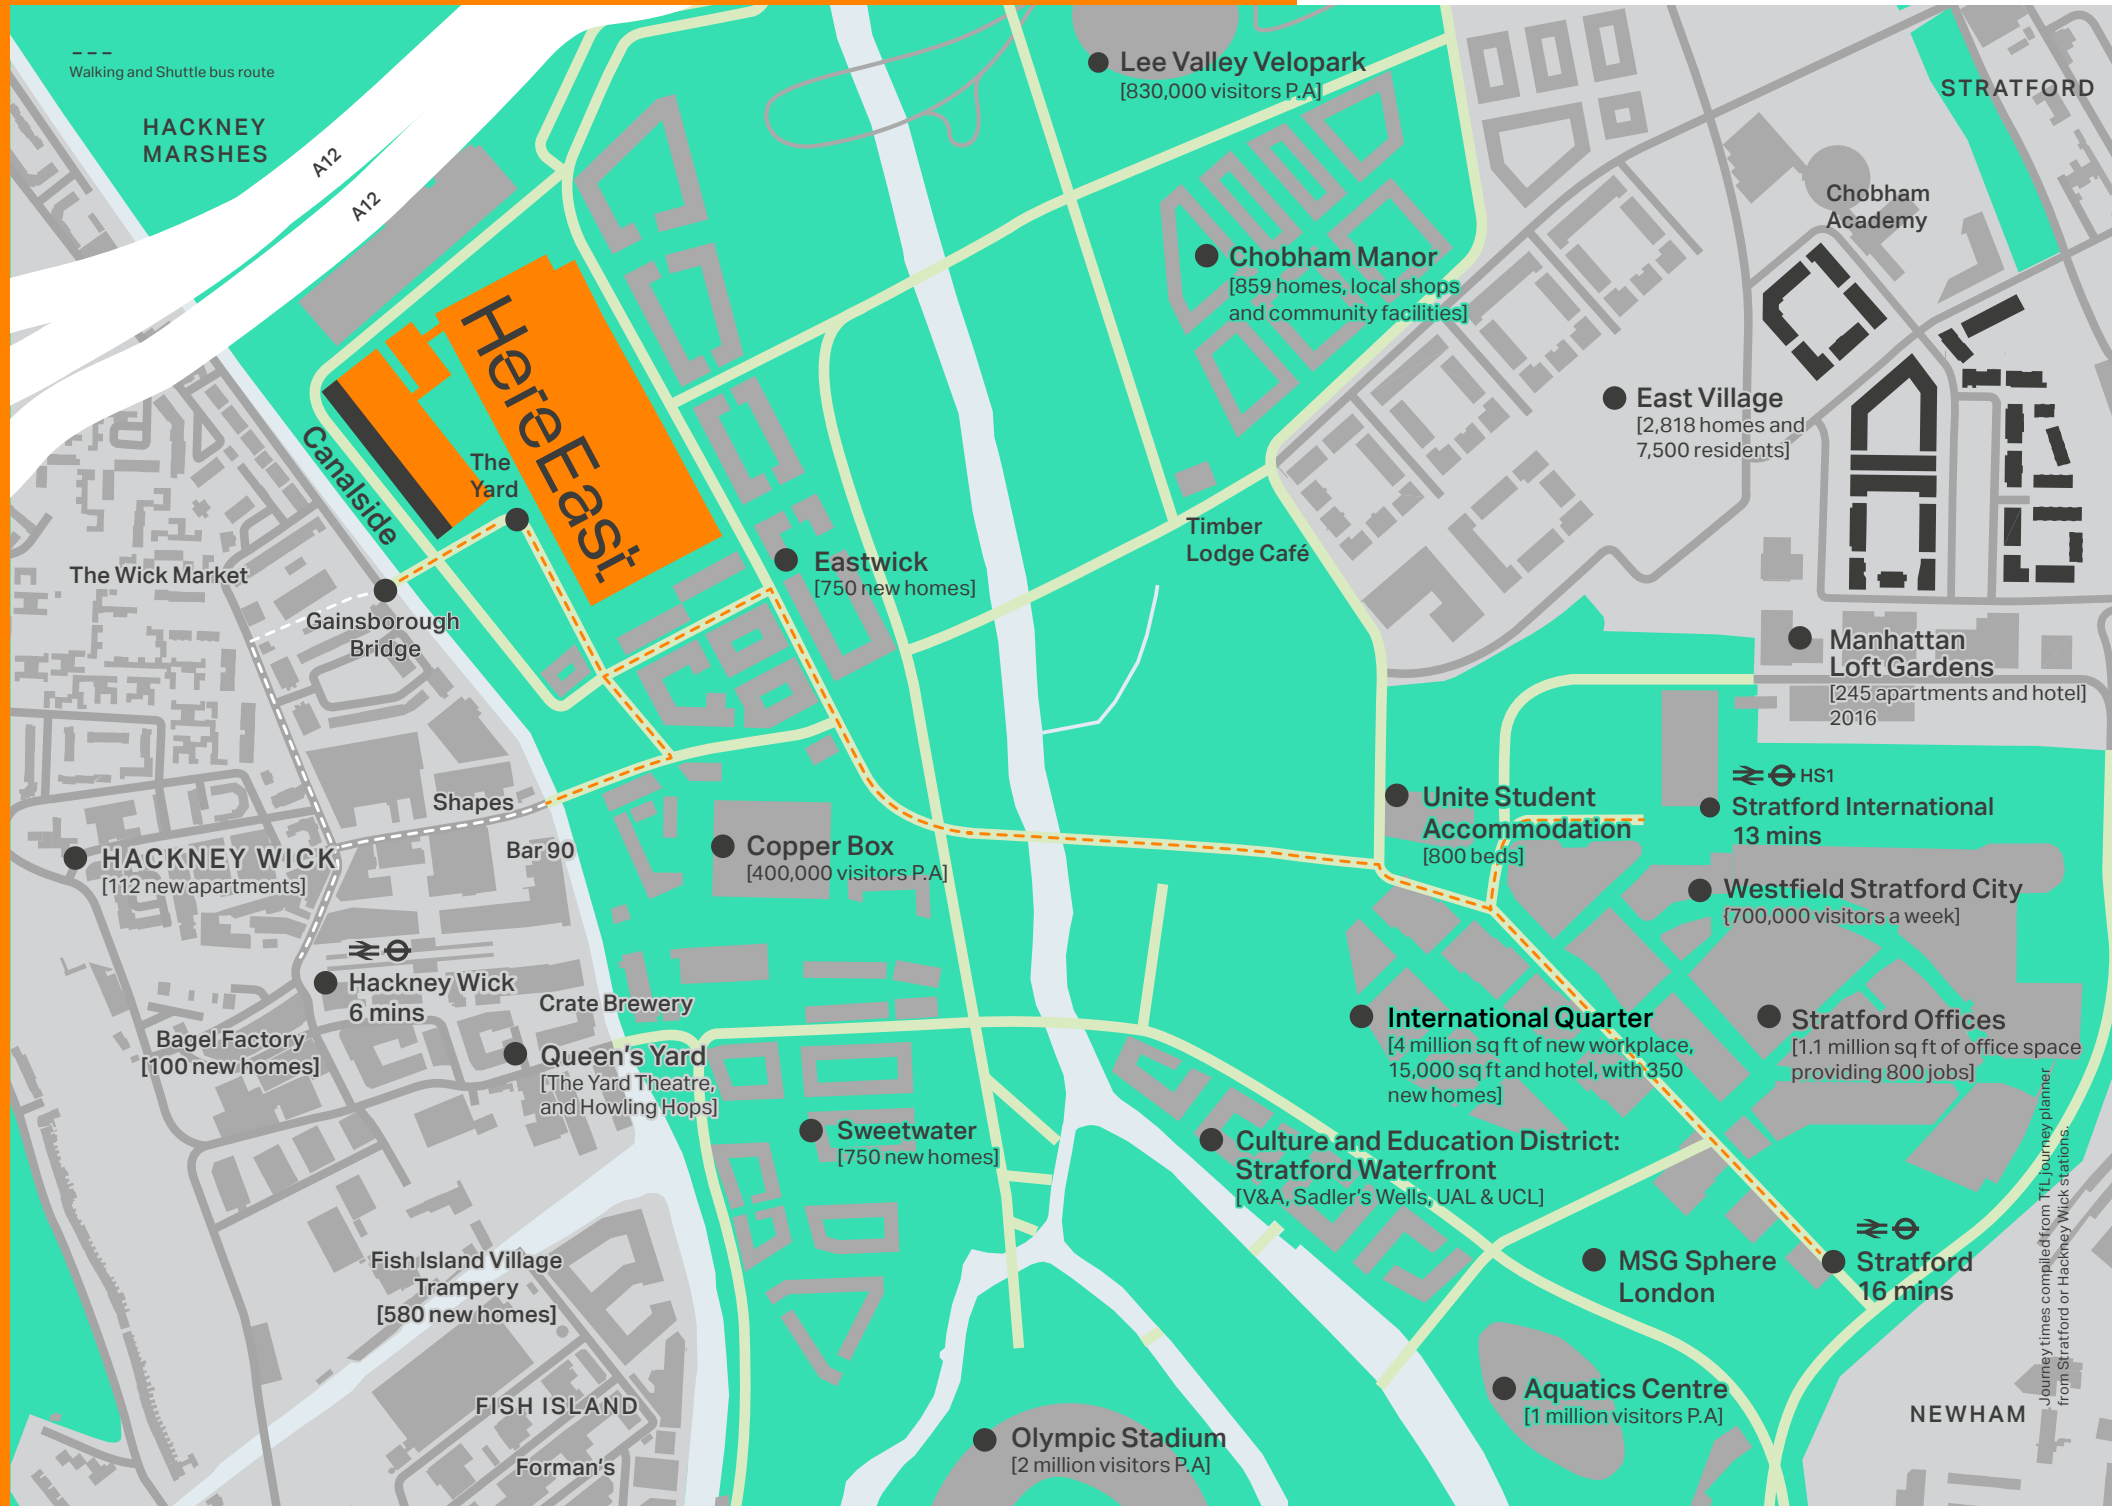 Walking and Shuttle bus route
HACKNEY
MARSHES
A12
A12
Lee Valley Velopark
[830,000 visitors P.A]
STRATFORD
Chobham
Academy
Chobham Manor
[859 homes, local shops
and community facilities]
HereEast
East Village
[2,818 homes and
7,500 residents]
Canalside
The
Yard
Timber
Lodge Café
Eastwick
[750 new homes]
The Wick Market
Gainsborough
Bridge
Manhattan
Loft Gardens
[245 apartments and hotel]
2016
HS1
Stratford International
13 mins
Unite Student
Accommodation
[800 beds]
Shapes
Bar 90
Copper Box
[400,000 visitors P.A]
HACKNEY WICK
[112 new apartments]
Westfield Stratford City
{700,000 visitors a week]
Hackney Wick
6 mins
Crate Brewery
Bagel Factory
[100 new homes]
Queen's Yard
[The Yard Theatre,
and Howling Hops]
International Quarter
[4 million sq ft of new workplace,
15,000 sq ft and hotel, with 350
new homes]
Stratford Offices
[1.1 million sq ft of office space
providing 800 jobs]
Sweetwater
[750 new homes]
Culture and Education District:
Stratford Waterfront
[V&A, Sadler's Wells, UAL & UCL]
Fish Island Village
Trampery
[580 new homes]
MSG Sphere
London
Stratford
16 mins
Journey times compiled from TfL journey planner
from Stratford or Hackney Wick stations.
FISH ISLAND
Forman's
Olympic Stadium
[2 million visitors P.A]
Aquatics Centre
[1 million visitors P.A]
NEWHAM